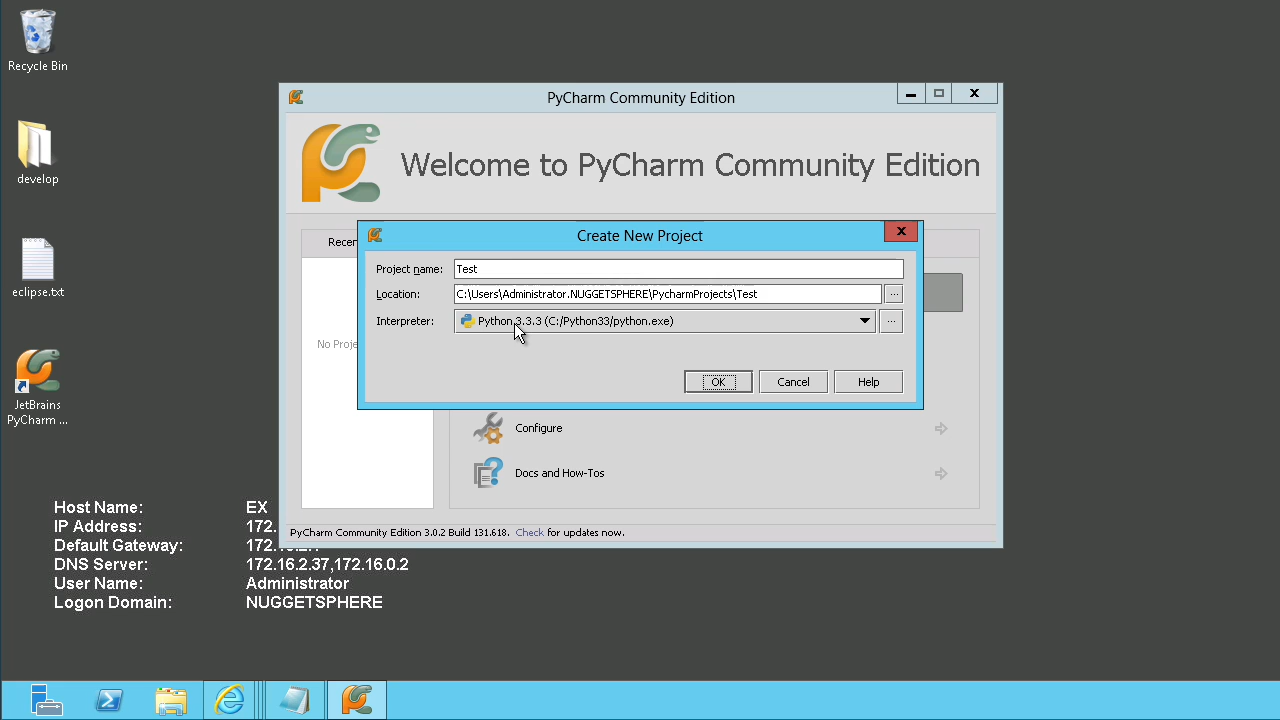 Recycle Bin
develop
eclipse.txt
JetBrains
PyCharm ...
PyCharm Community Edition
Welcome to PyCharm Community Edition
Recen
No Proje
Create New Project
Project name:
Test
Location:
C:\Users\Administrator.NUGGETSPHERE\PycharmProjects\Test
...
Interpreter:
Python 3.3.3 (C:/Python33/python.exe)
...
OK
Cancel
Help
Configure
Docs and How-Tos
PyCharm Community Edition 3.0.2 Build 131.618. Check for updates now.
Host Name: EX
IP Address: 172.
Default Gateway: 172.
DNS Server: 172.16.2.37,172.16.0.2
User Name: Administrator
Logon Domain: NUGGETSPHERE